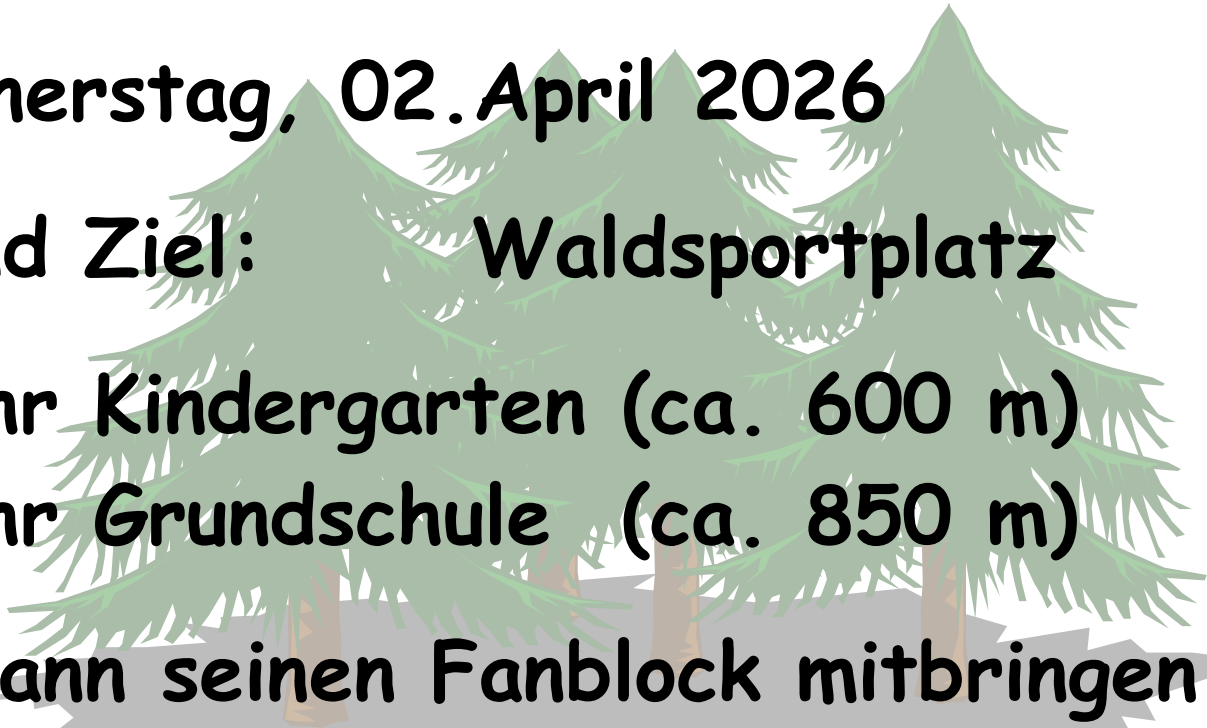 nerstag, 02.April 2026
d Ziel: Waldsportplatz
hr Kindergarten (ca. 600 m)
hr Grundschule (ca. 850 m)
ann seinen Fanblock mitbringen